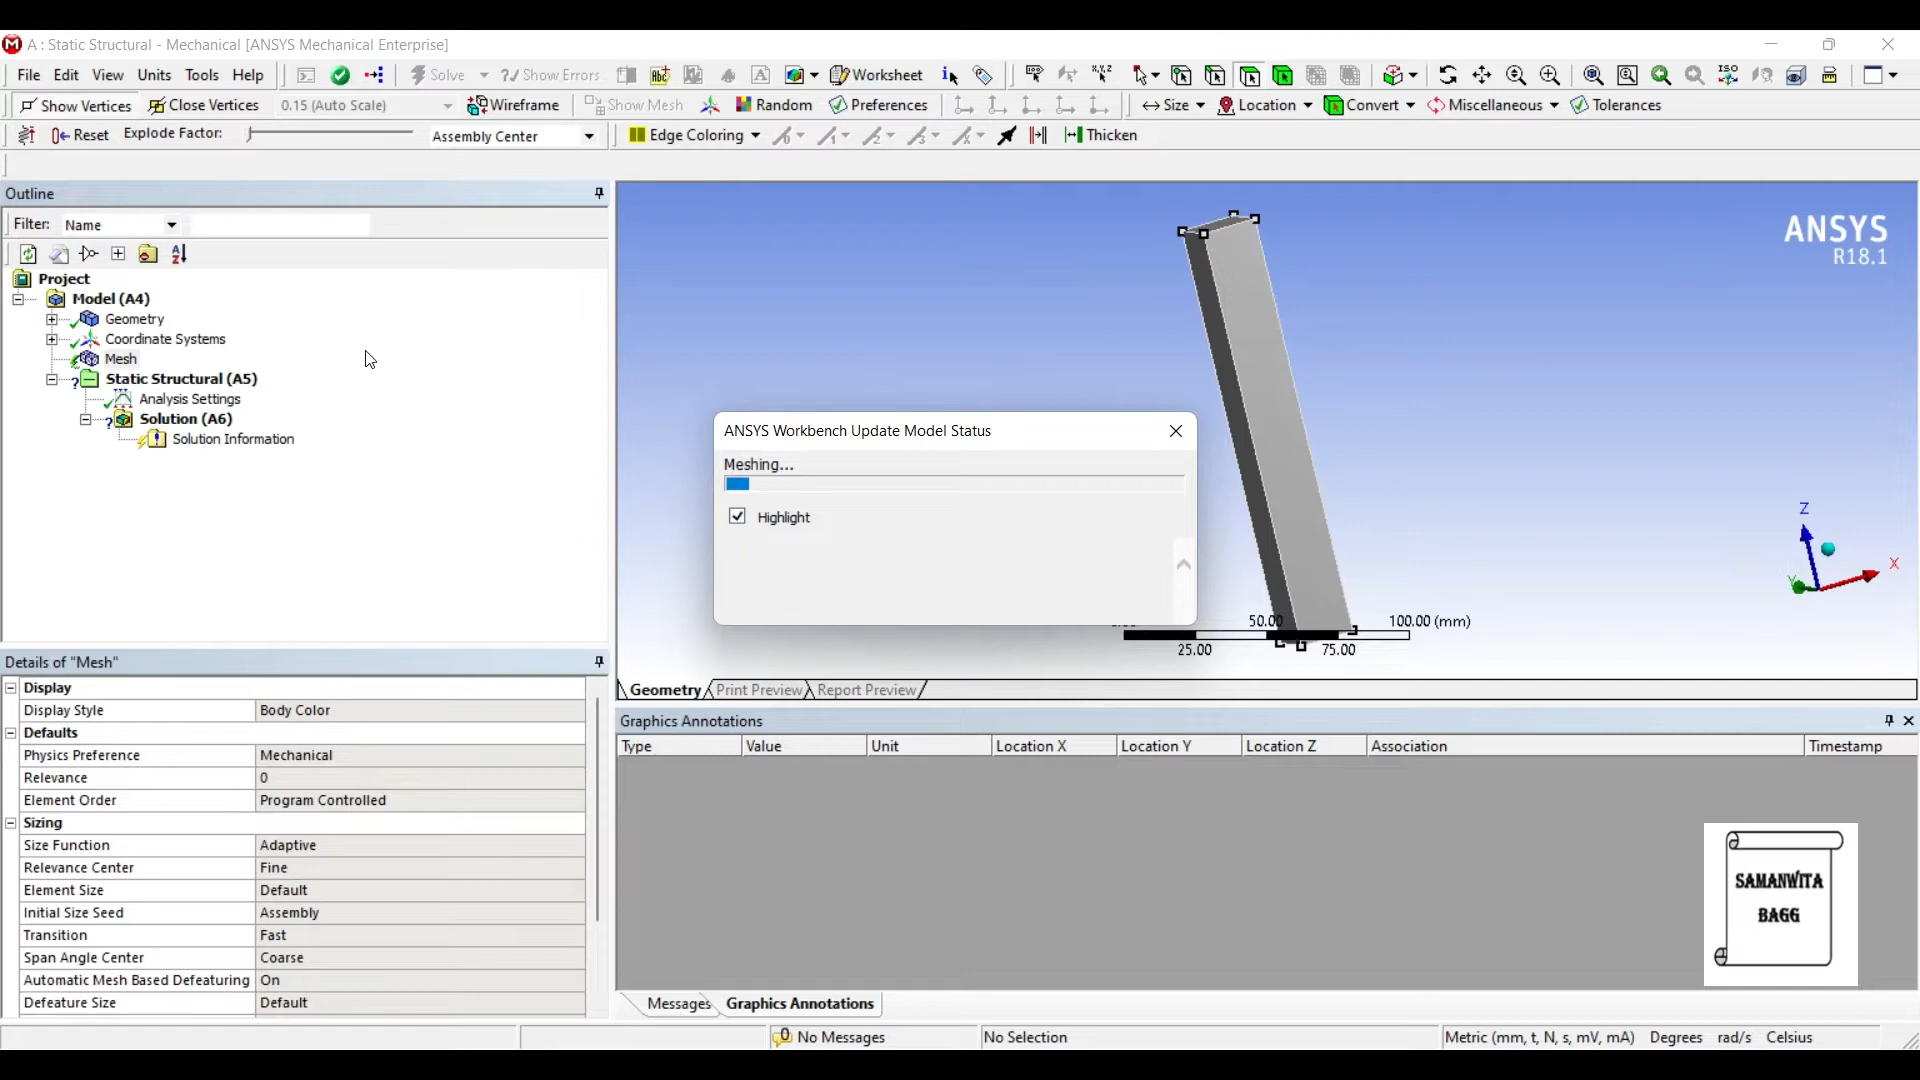 A : Static Structural - Mechanical [ANSYS Mechanical Enterprise]
File Edit View Units Tools Help Solve ?/ Show Errors Worksheet
Show Vertices Close Vertices 0.15 (Auto Scale) Wireframe Show Mesh Random Preferences Size Location Convert Miscellaneous Tolerances
Reset Explode Factor: Assembly Center Edge Coloring Thicken
Outline
Filter: Name
Project
Model (A4)
Geometry
Coordinate Systems
Mesh
Static Structural (A5)
Analysis Settings
Solution (A6)
Solution Information
ANSYS
R18.1
ANSYS Workbench Update Model Status
Meshing...
Highlight
Z
X
Y
50.00 100.00 (mm)
25.00 75.00
Geometry Print Preview Report Preview
Details of "Mesh"
Display
Display Style Body Color
Defaults
Physics Preference Mechanical
Relevance 0
Element Order Program Controlled
Sizing
Size Function Adaptive
Relevance Center Fine
Element Size Default
Initial Size Seed Assembly
Transition Fast
Span Angle Center Coarse
Automatic Mesh Based Defeaturing On
Defeature Size Default
Graphics Annotations
Type Value Unit Location X Location Y Location Z Association Timestamp
SAMANWITA
BAGG
Messages Graphics Annotations
No Messages No Selection Metric (mm, t, N, s, mV, mA) Degrees rad/s Celsius